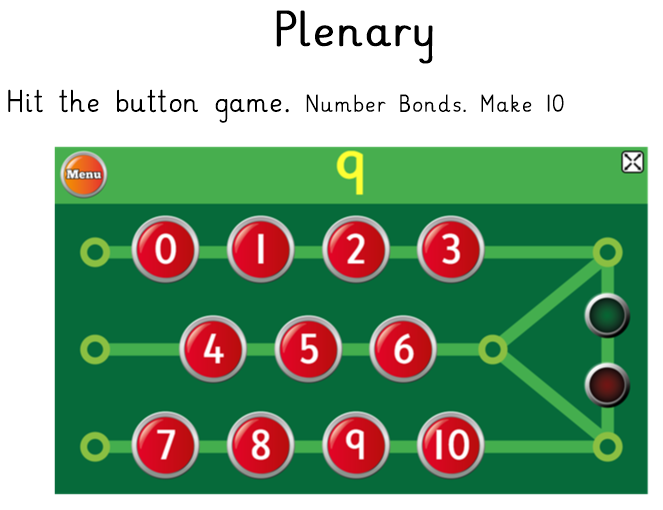 Plenary
Hit the button game. Number Bonds. Make 10
Menu
9
0 1 2 3
4 5 6
7 8 9 10